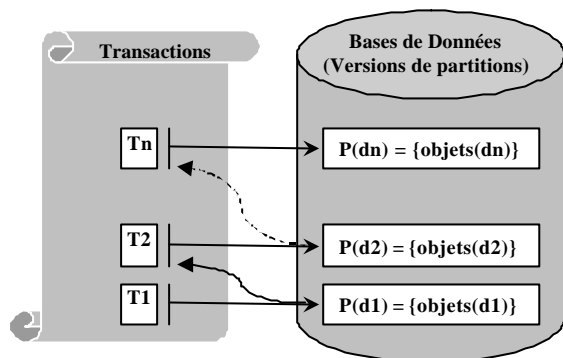 Transactions
Bases de Données
(Versions de partitions)
Tn
P(dn) = {objets(dn)}
T2
P(d2) = {objets(d2)}
T1
P(d1) = {objets(d1)}